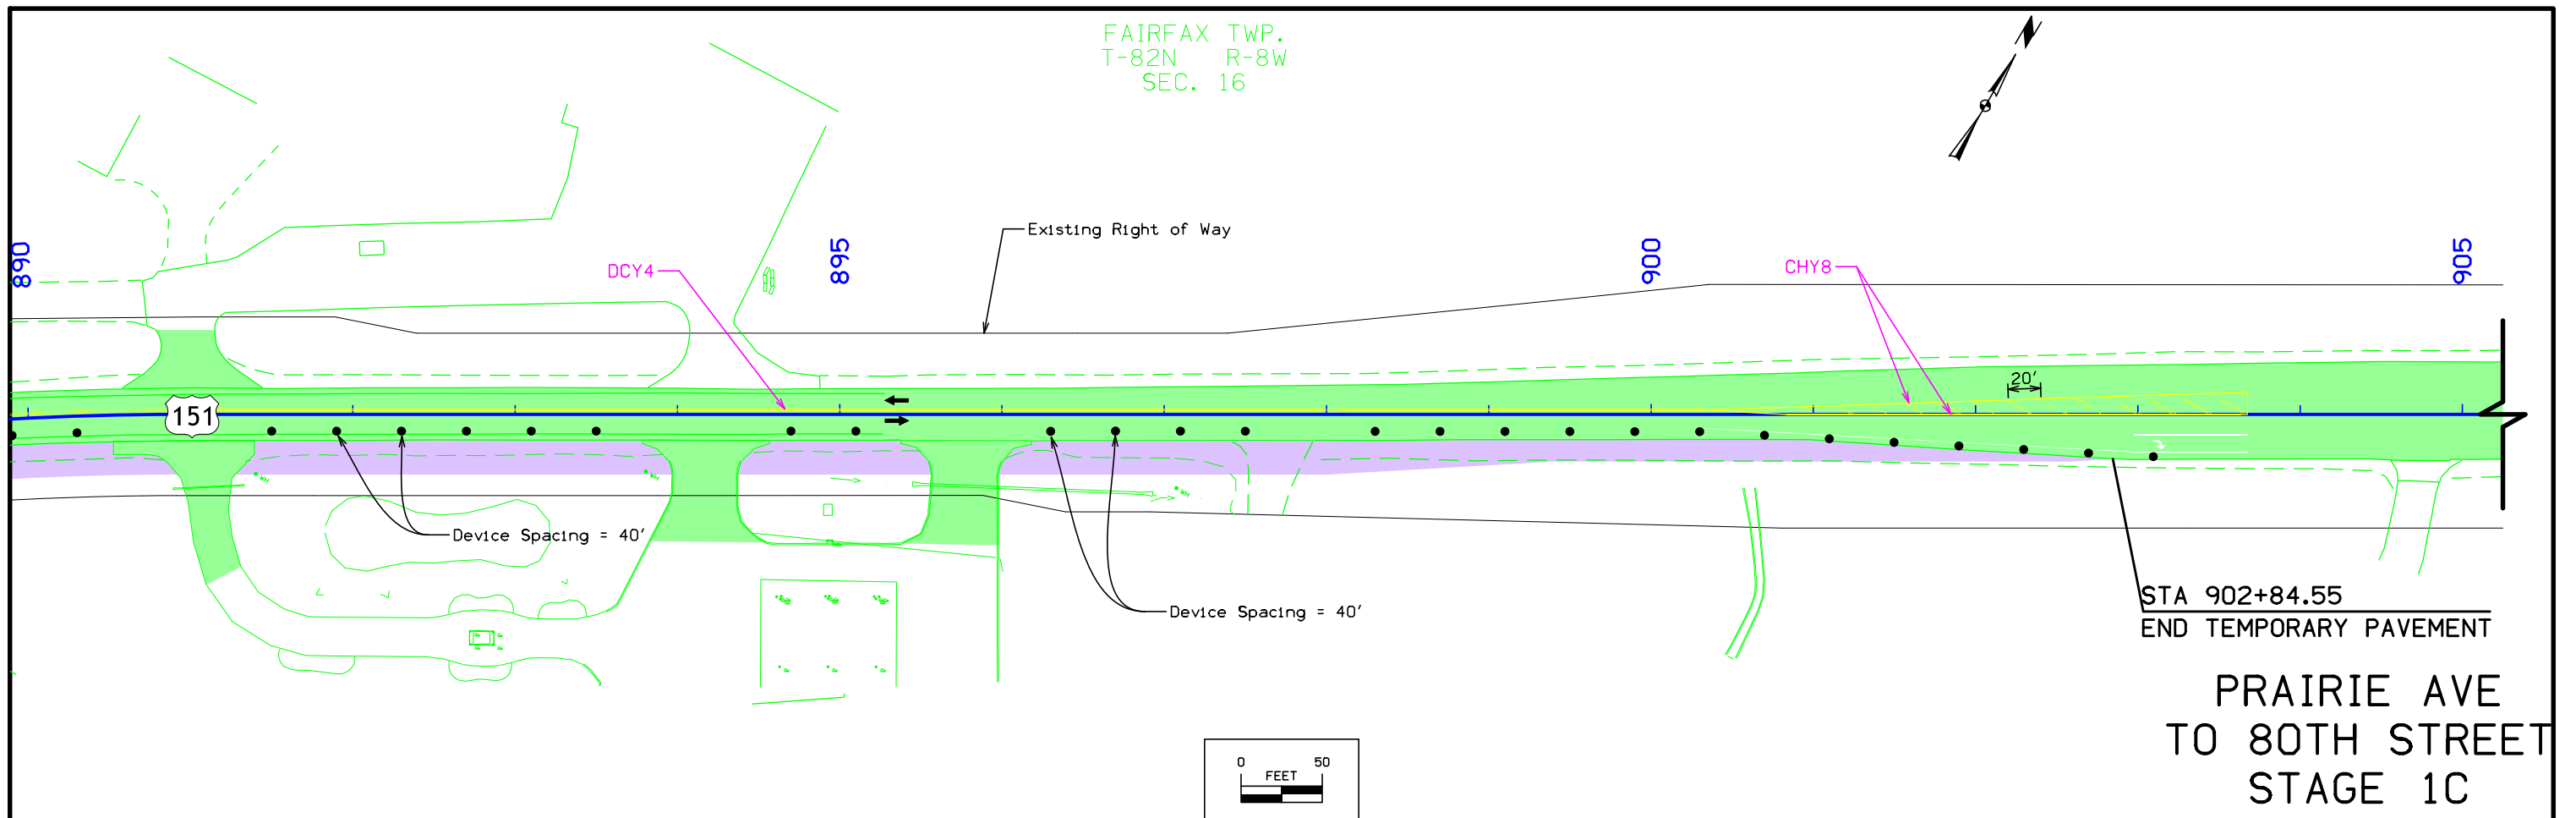 FAIRFAX TWP.
T-82N R-8W
SEC. 16
Existing Right of Way
890
895
900
905
DCY4
CHY8
20'
151
Device Spacing = 40'
Device Spacing = 40'
STA 902+84.55
END TEMPORARY PAVEMENT
PRAIRIE AVE
TO 80TH STREET
STAGE 1C
0 50
FEET